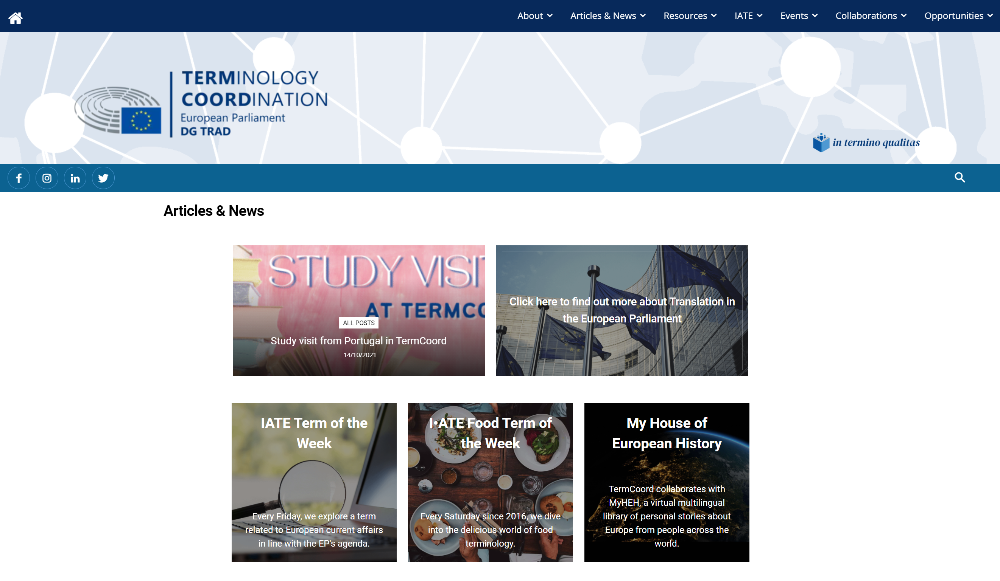 About
Articles & News
Resources
IATE
Events
Collaborations
Opportunities
TERMINOLOGY
COORDINATION
European Parliament
DG TRAD
in termino qualitas
Articles & News
STUDY VISI
AT TERMCO
ALL POSTS
Study visit from Portugal in TermCoord
14/10/2021
Click here to find out more about Translation in
the European Parliament
IATE Term of the
Week
Every Friday, we explore a term
related to European current affairs
in line with the EP's agenda.
I•ATE Food Term of
the Week
Every Saturday since 2016, we dive
into the delicious world of food
terminology.
My House of
European History
TermCoord collaborates with
MyHEH, a virtual multilingual
library of personal stories about
Europe from people across the
world.